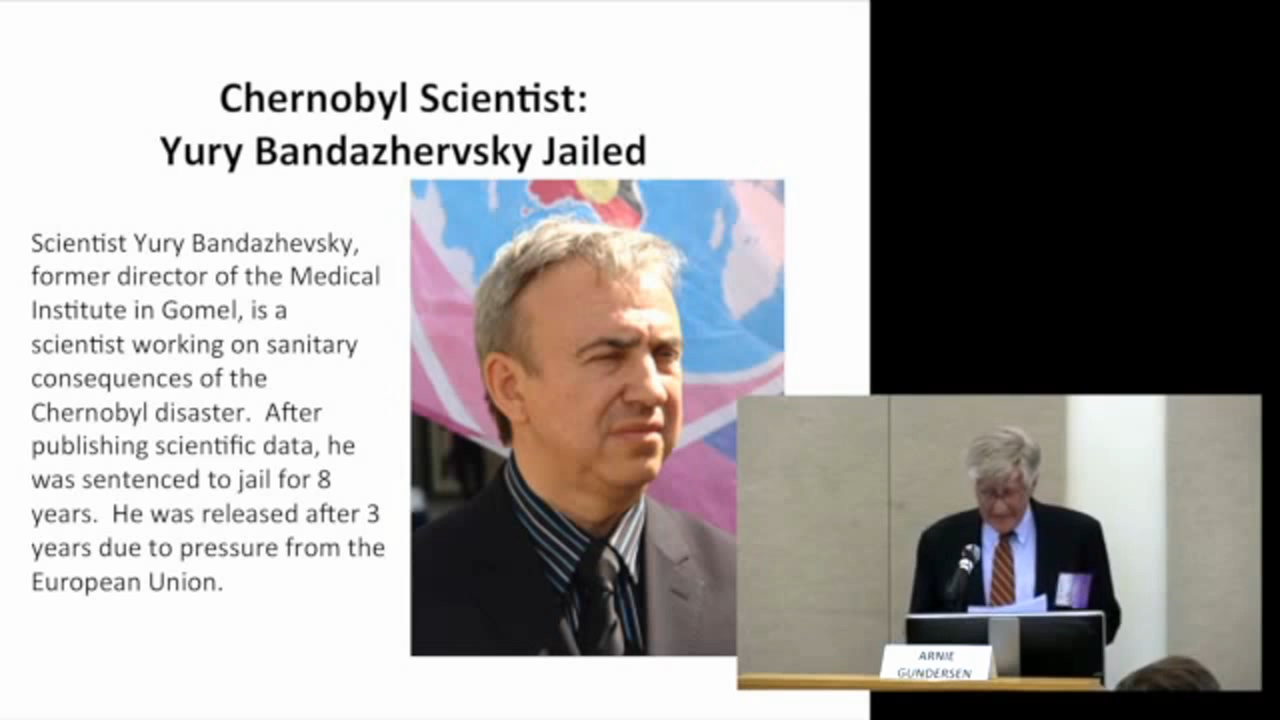 Chernobyl Scientist:
Yury Bandazhervsky Jailed
Scientist Yury Bandazhevsky,
former director of the Medical
Institute in Gomel, is a
scientist working on sanitary
consequences of the
Chernobyl disaster.  After
publishing scientific data, he
was sentenced to jail for 8
years.  He was released after 3
years due to pressure from the
European Union.
ARNIE
GUNDERSEN